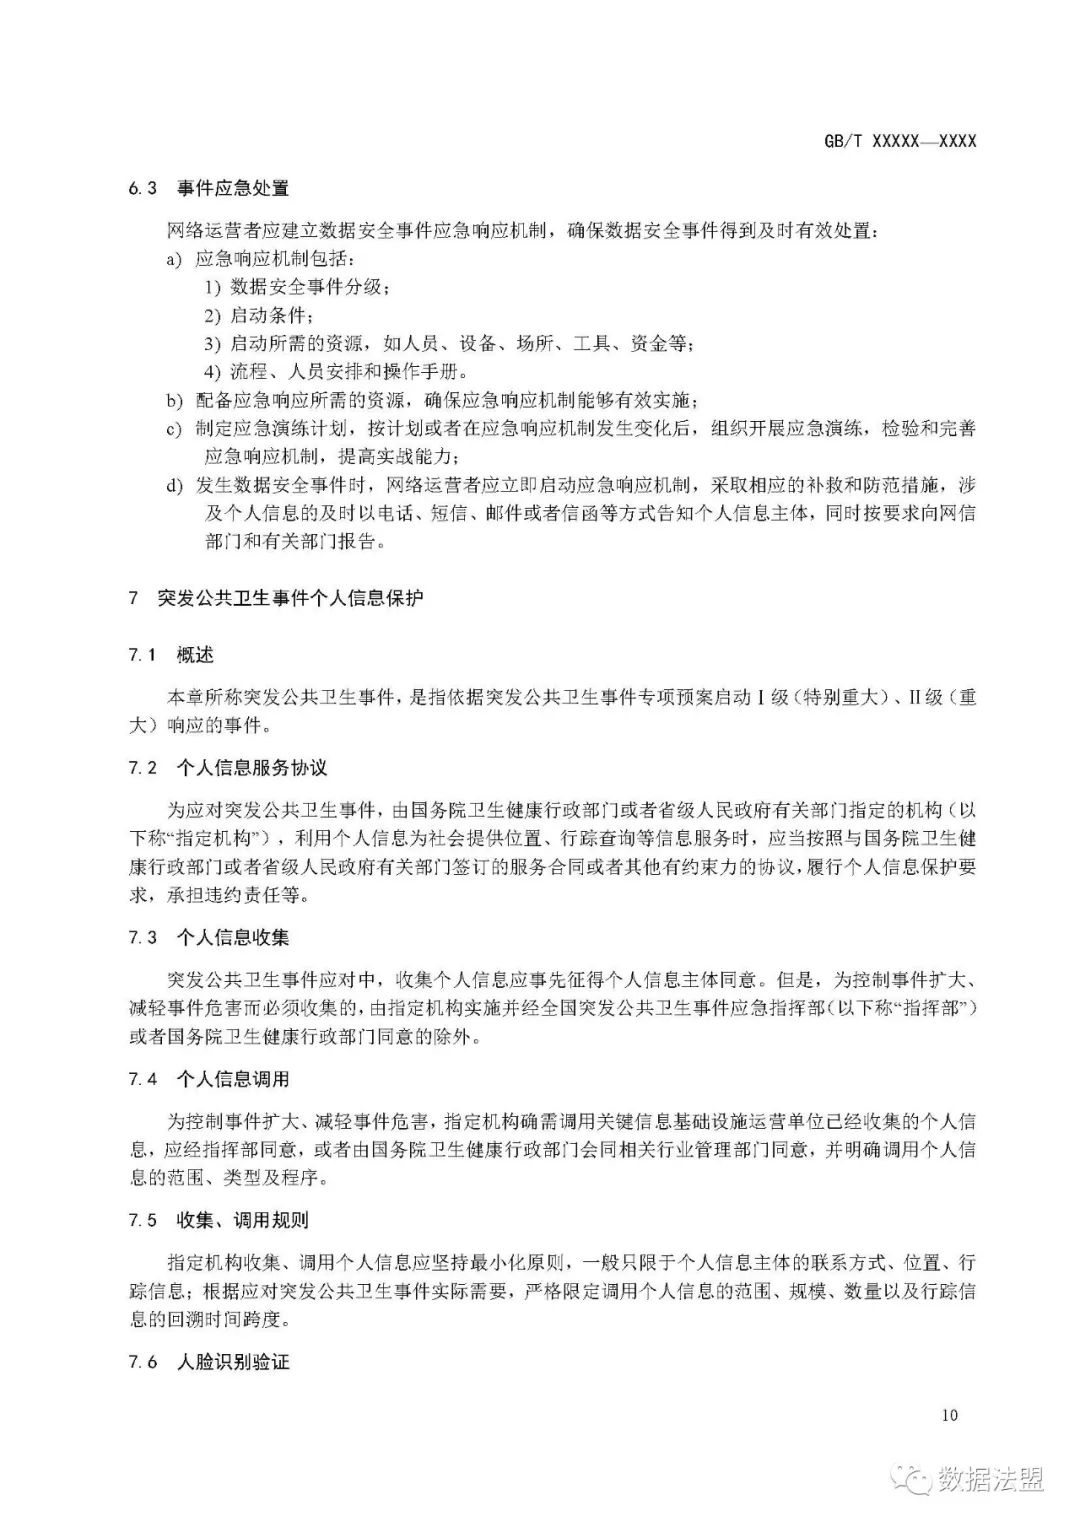 GB/T XXXXX—XXXX
6.3 事件应急处置
网络运营者应建立数据安全事件应急响应机制，确保数据安全事件得到及时有效处置：
a) 应急响应机制包括：
1) 数据安全事件分级；
2) 启动条件；
3) 启动所需的资源，如人员、设备、场所、工具、资金等；
4) 流程、人员安排和操作手册。
b) 配备应急响应所需的资源，确保应急响应机制能够有效实施；
c) 制定应急演练计划，按计划或者在应急响应机制发生变化后，组织开展应急演练，检验和完善
应急响应机制，提高实战能力；
d) 发生数据安全事件时，网络运营者应立即启动应急响应机制，采取相应的补救和防范措施，涉
及个人信息的及时以电话、短信、邮件或者信函等方式告知个人信息主体，同时按要求向网信
部门和有关部门报告。
7 突发公共卫生事件个人信息保护
7.1 概述
本章所称突发公共卫生事件，是指依据突发公共卫生事件专项预案启动 I 级（特别重大）、II 级（重
大）响应的事件。
7.2 个人信息服务协议
为应对突发公共卫生事件，由国务院卫生健康行政部门或者省级人民政府有关部门指定的机构（以
下称“指定机构”），利用个人信息为社会提供位置、行踪查询等信息服务时，应当按照与国务院卫生健
康行政部门或者省级人民政府有关部门签订的服务合同或者其他有约束力的协议，履行个人信息保护要
求，承担违约责任等。
7.3 个人信息收集
突发公共卫生事件应对中，收集个人信息应事先征得个人信息主体同意。但是，为控制事件扩大、
减轻事件危害而必须收集的，由指定机构实施并经全国突发公共卫生事件应急指挥部（以下称“指挥部”）
或者国务院卫生健康行政部门同意的除外。
7.4 个人信息调用
为控制事件扩大、减轻事件危害，指定机构确需调用关键信息基础设施运营单位已经收集的个人信
息，应经指挥部同意，或者由国务院卫生健康行政部门会同相关行业管理部门同意，并明确调用个人信
息的范围、类型及程序。
7.5 收集、调用规则
指定机构收集、调用个人信息应坚持最小化原则，一般只限于个人信息主体的联系方式、位置、行
踪信息；根据应对突发公共卫生事件实际需要，严格限定调用个人信息的范围、规模、数量以及行踪信
息的回溯时间跨度。
7.6 人脸识别验证
10
数据法盟